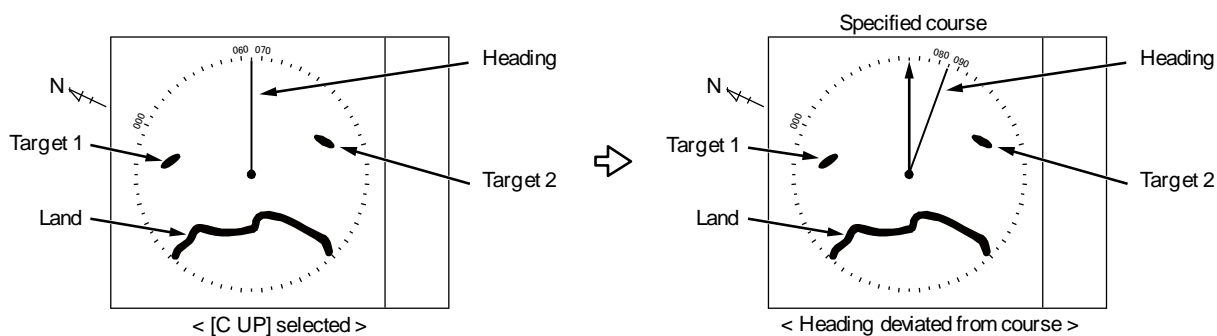 Specified course
060 070
Heading
N
000
Target 1
Target 2
Land
< [C UP] selected >
080 090
Heading
N
000
Target 1
Target 2
Land
< Heading deviated from course >